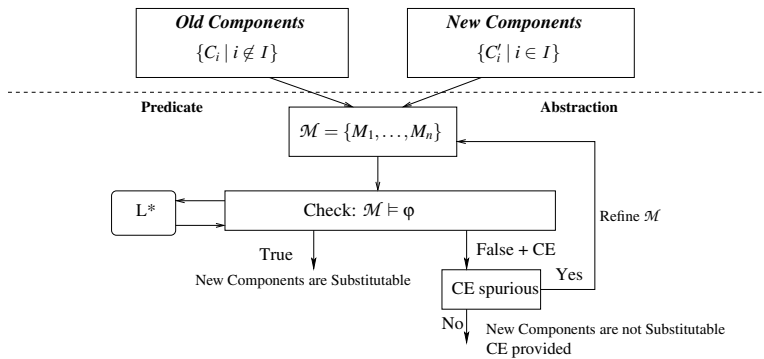 Old Components
{C_i | i ∉ I}
New Components
{C'_i | i ∈ I}
Predicate
Abstraction
ℳ = {M_1,...,M_n}
L*
Check: ℳ ⊨ φ
Refine ℳ
True
False + CE
New Components are Substitutable
CE spurious
Yes
No
New Components are not Substitutable
CE provided